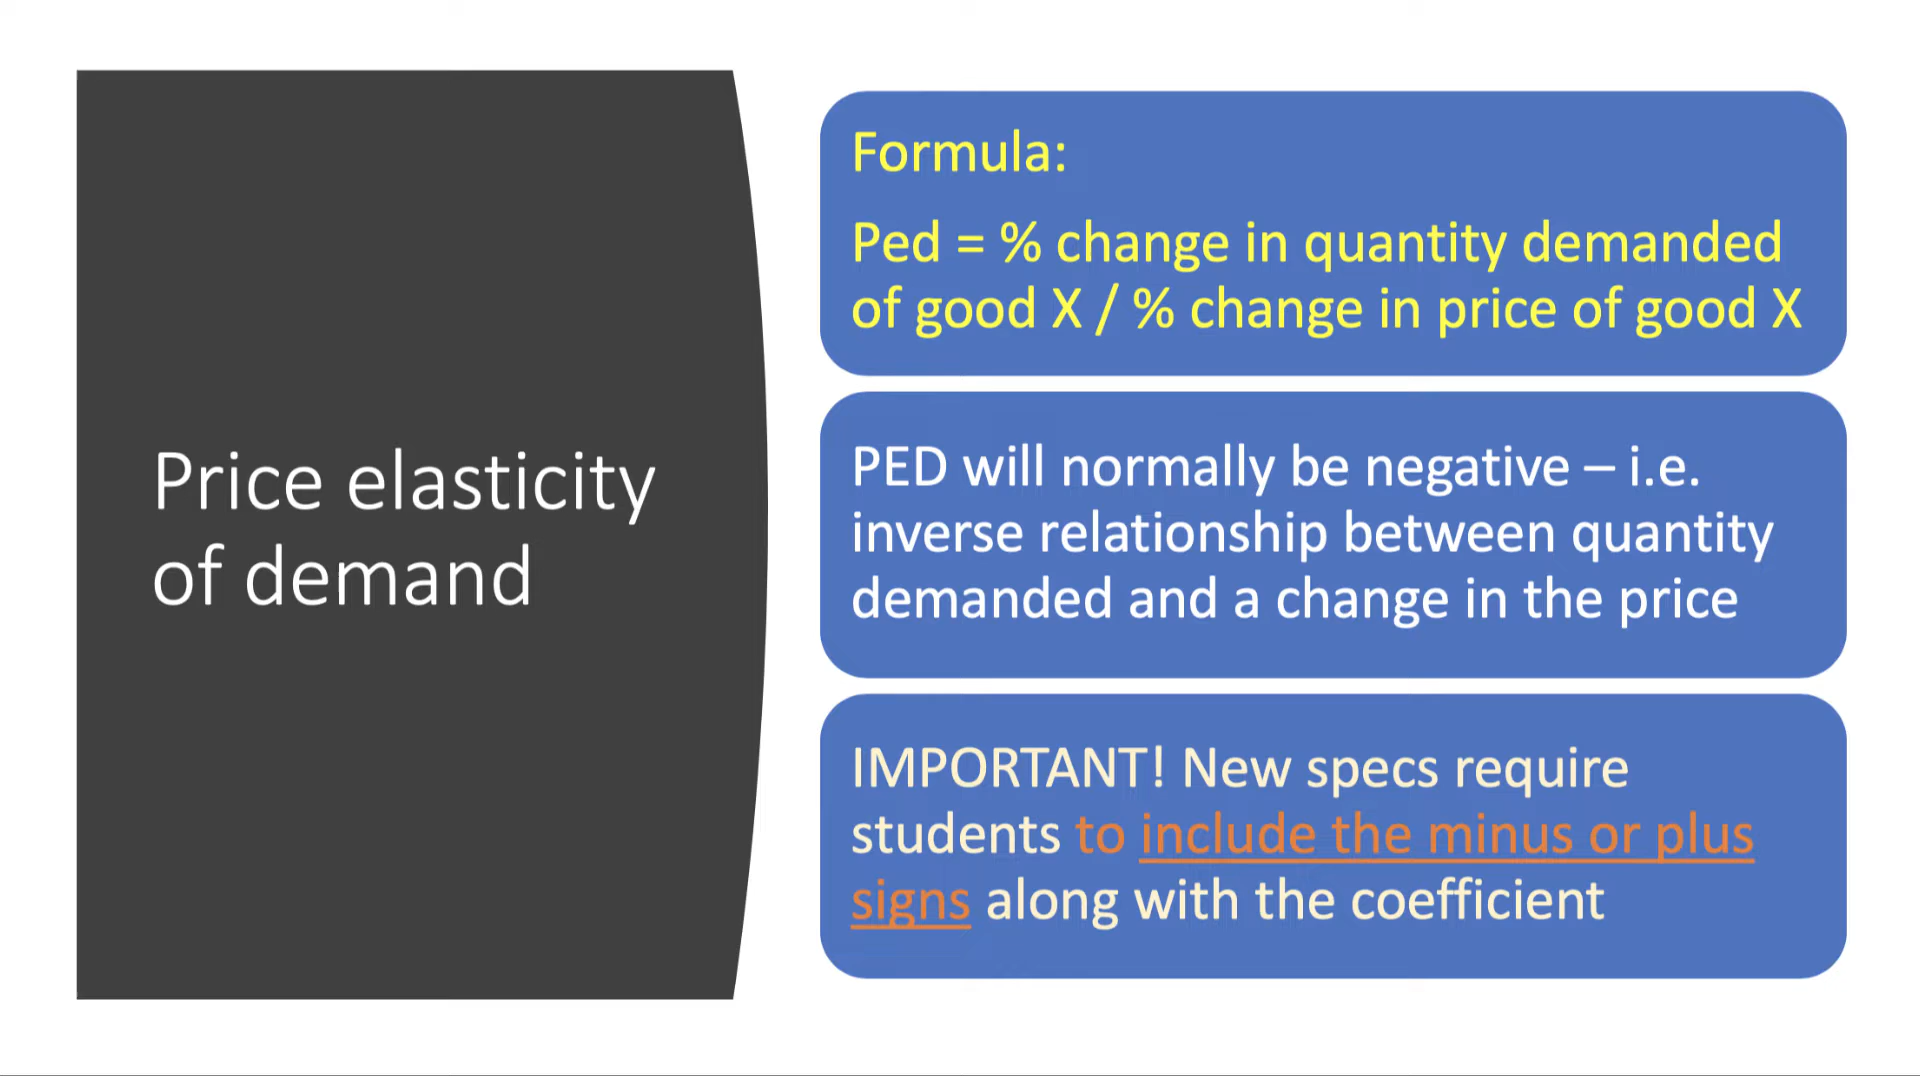 Price elasticity
of demand
Formula:
Ped = % change in quantity demanded
of good X / % change in price of good X
PED will normally be negative – i.e.
inverse relationship between quantity
demanded and a change in the price
IMPORTANT! New specs require
students to include the minus or plus
signs along with the coefficient